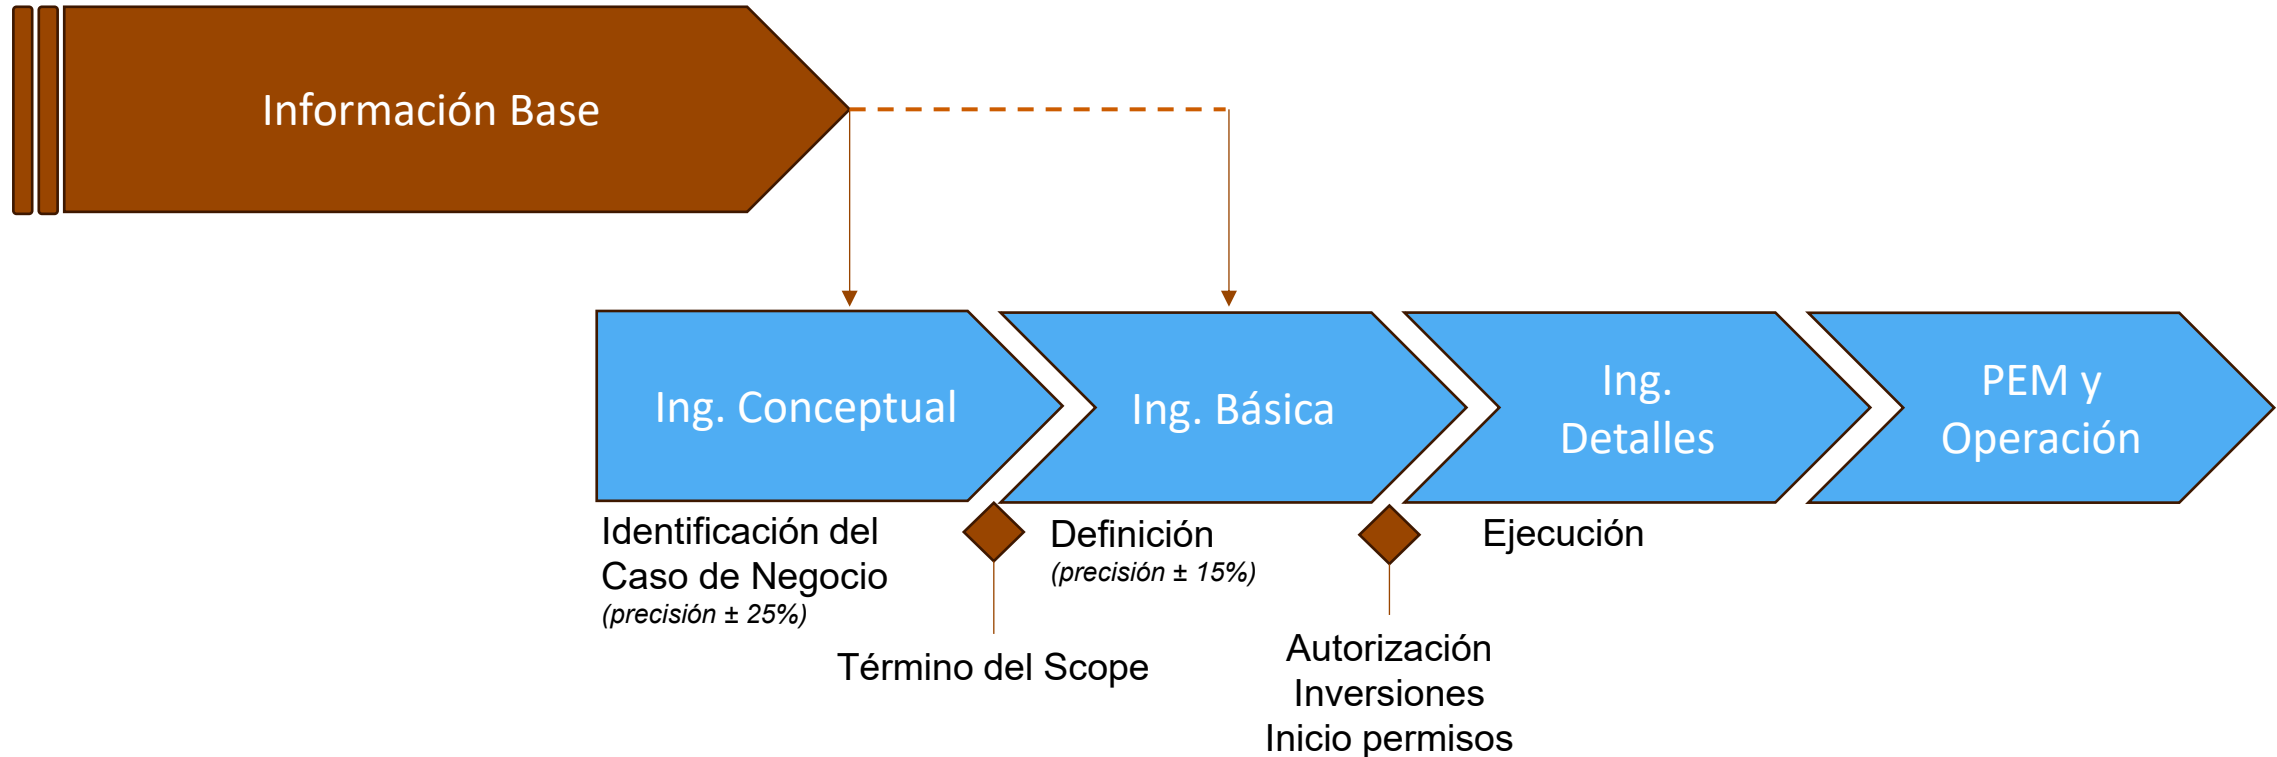 Información Base
Ing. Conceptual
Ing. Básica
Ing.
Detalles
PEM y
Operación
Identificación del
Caso de Negocio
(precisión ± 25%)
Definición
(precisión ± 15%)
Ejecución
Término del Scope
Autorización
Inversiones
Inicio permisos